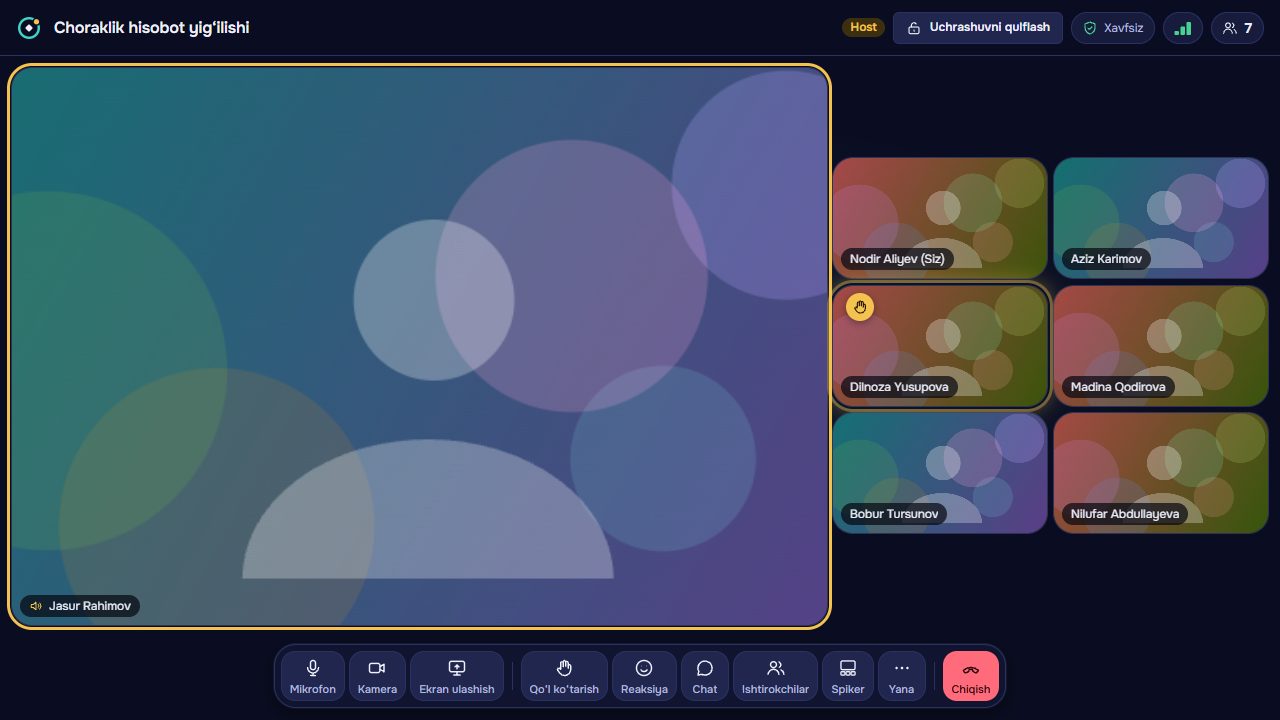 Choraklik hisobot yig‘ilishi
Host
Uchrashuvni qulflash
Xavfsiz
7
Nodir Aliyev (Siz)
Aziz Karimov
Dilnoza Yusupova
Madina Qodirova
Bobur Tursunov
Nilufar Abdullayeva
Jasur Rahimov
Mikrofon
Kamera
Ekran ulashish
Qo‘l ko‘tarish
Reaksiya
Chat
Ishtirokchilar
Spiker
Yana
Chiqish